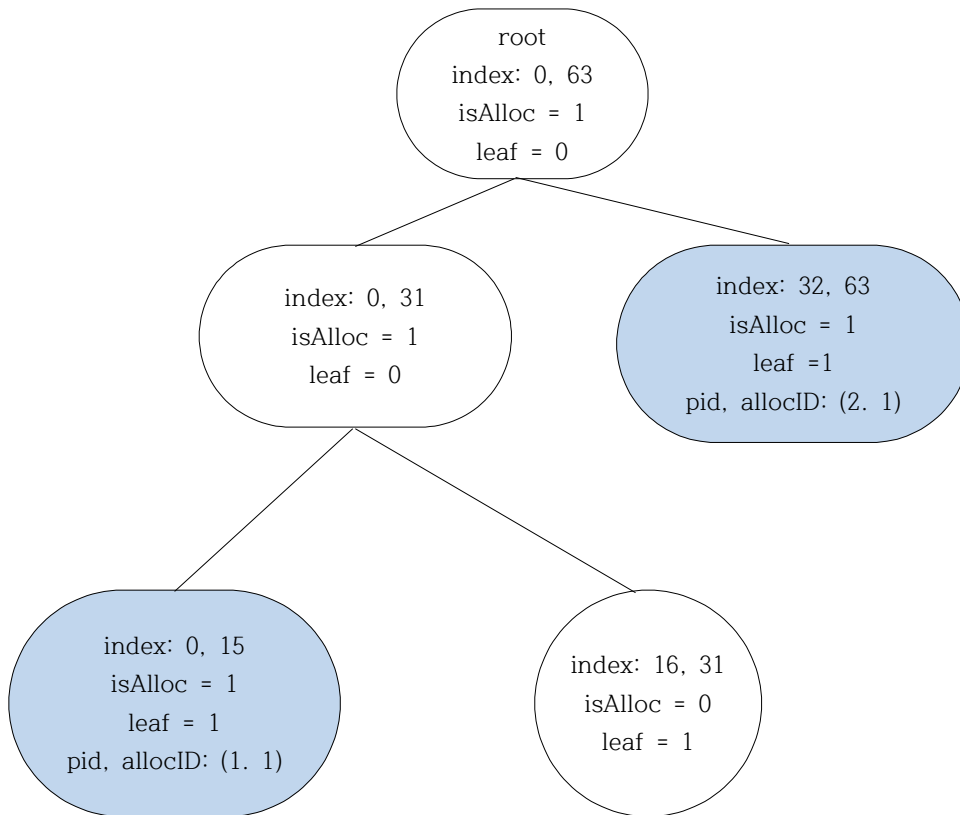 root
index: 0, 63
isAlloc = 1
leaf = 0
index: 0, 31
isAlloc = 1
leaf = 0
index: 32, 63
isAlloc = 1
leaf =1
pid, allocID: (2. 1)
index: 0, 15
isAlloc = 1
leaf = 1
pid, allocID: (1. 1)
index: 16, 31
isAlloc = 0
leaf = 1